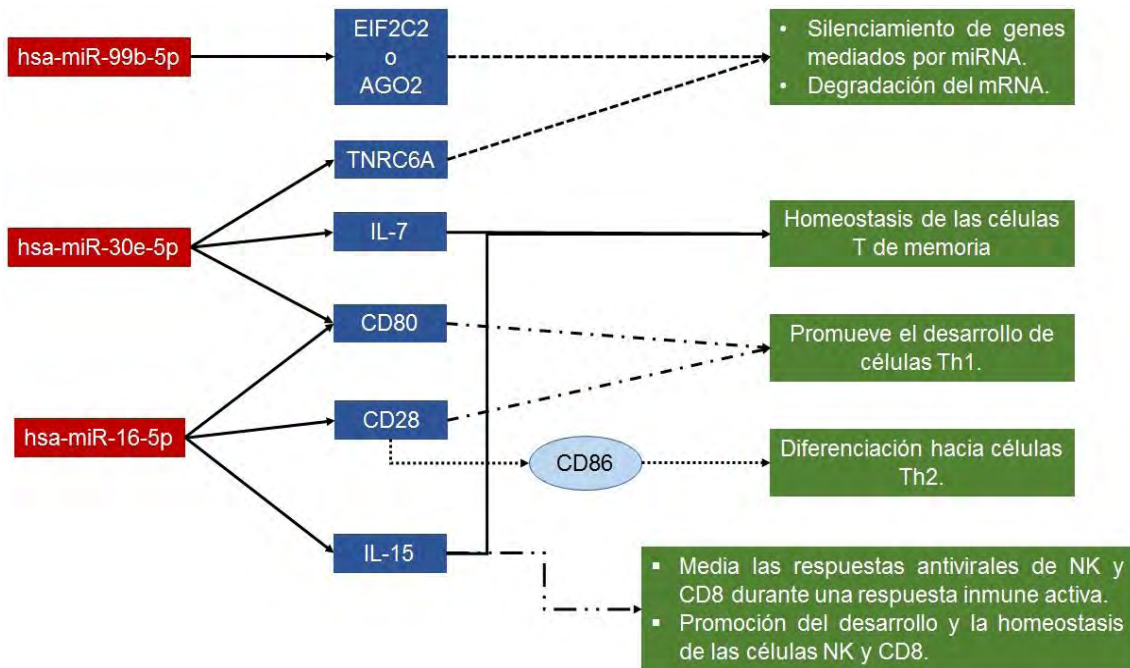 hsa-miR-99b-5p
EIF2C2
o
AGO2
• Silenciamiento de genes
mediados por miRNA.
• Degradación del mRNA.
TNRC6A
hsa-miR-30e-5p
IL-7
Homeostasis de las células
T de memoria
CD80
Promueve el desarrollo de
células Th1.
hsa-miR-16-5p
CD28
CD86
Diferenciación hacia células
Th2.
IL-15
▪ Media las respuestas antivirales de NK y
CD8 durante una respuesta inmune activa.
▪ Promoción del desarrollo y la homeostasis
de las células NK y CD8.